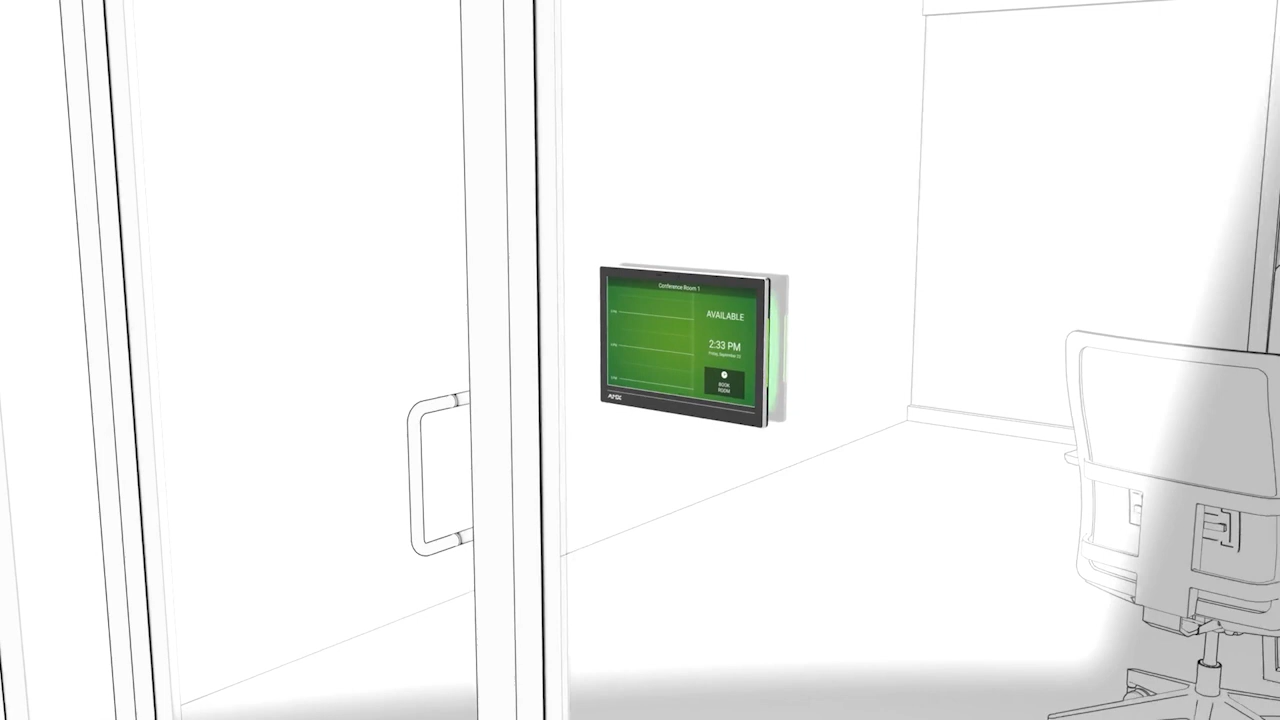 Conference Room 1
AVAILABLE
2:33 PM
BOOK
ROOM
AMX